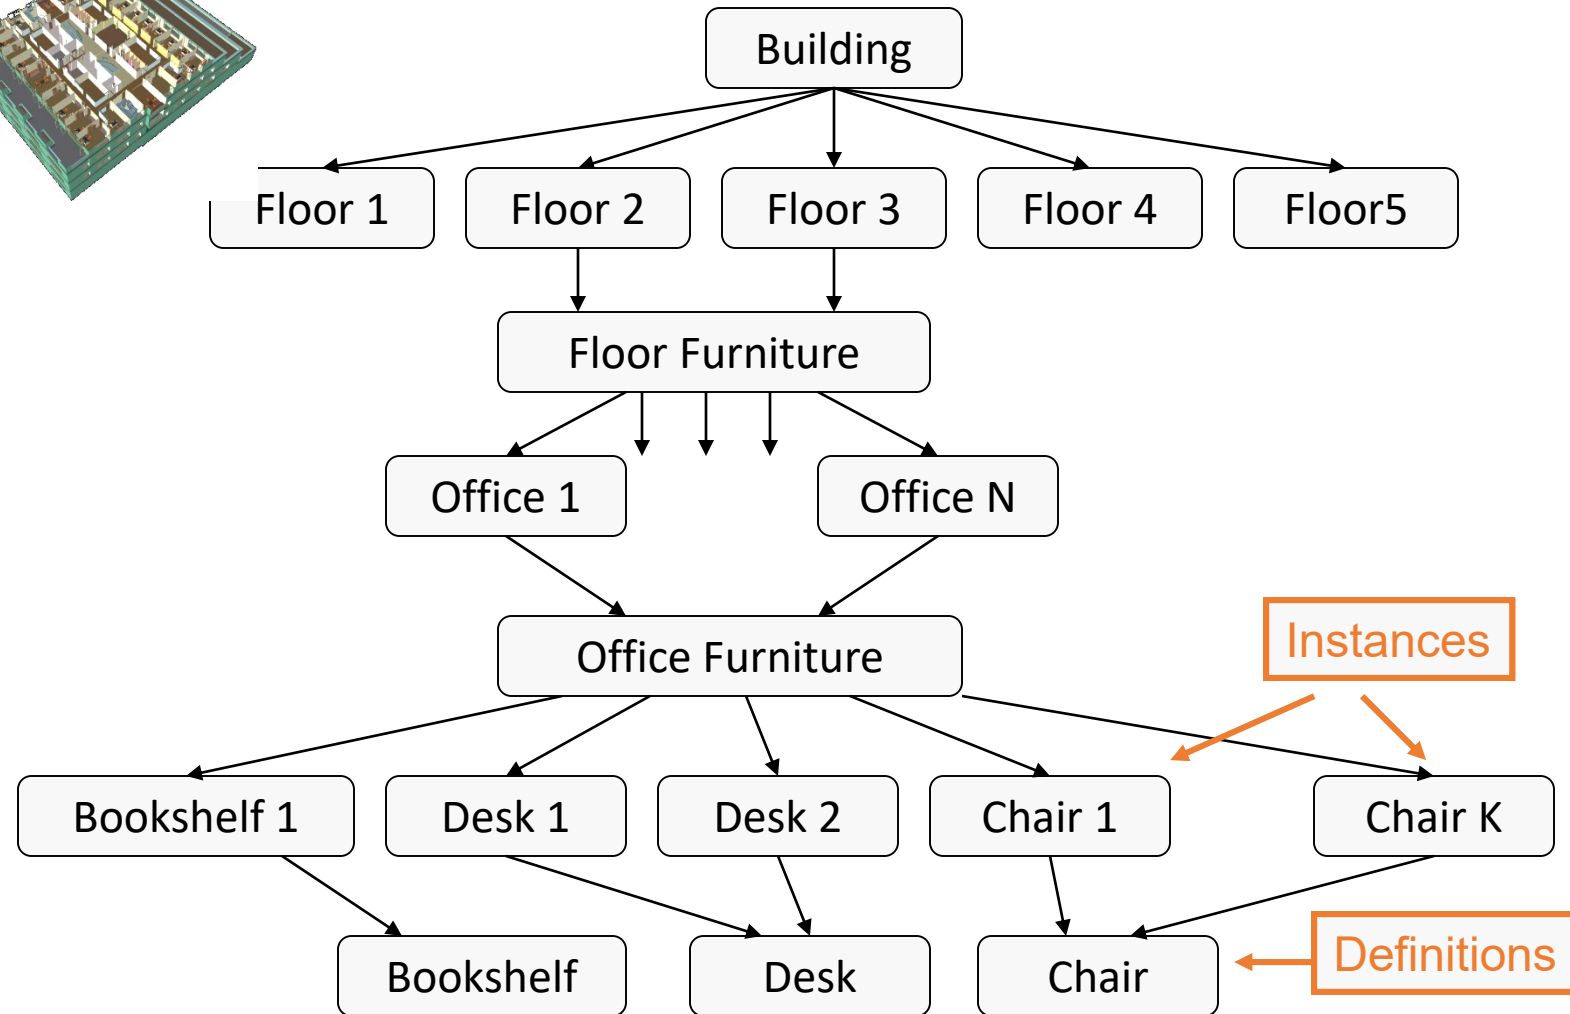 Building
Floor 1
Floor 2
Floor 3
Floor 4
Floor5
Floor Furniture
Office 1
Office N
Office Furniture
Instances
Bookshelf 1
Desk 1
Desk 2
Chair 1
Chair K
Bookshelf
Desk
Chair
Definitions